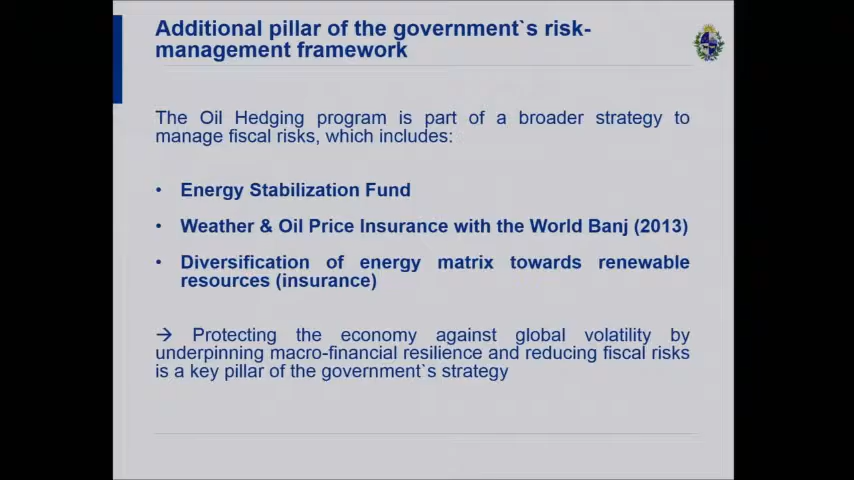 Additional pillar of the government`s risk-
management framework
The Oil Hedging program is part of a broader strategy to
manage fiscal risks, which includes:
• Energy Stabilization Fund
• Weather & Oil Price Insurance with the World Banj (2013)
• Diversification of energy matrix towards renewable
resources (insurance)
→ Protecting the economy against global volatility by
underpinning macro-financial resilience and reducing fiscal risks
is a key pillar of the government`s strategy